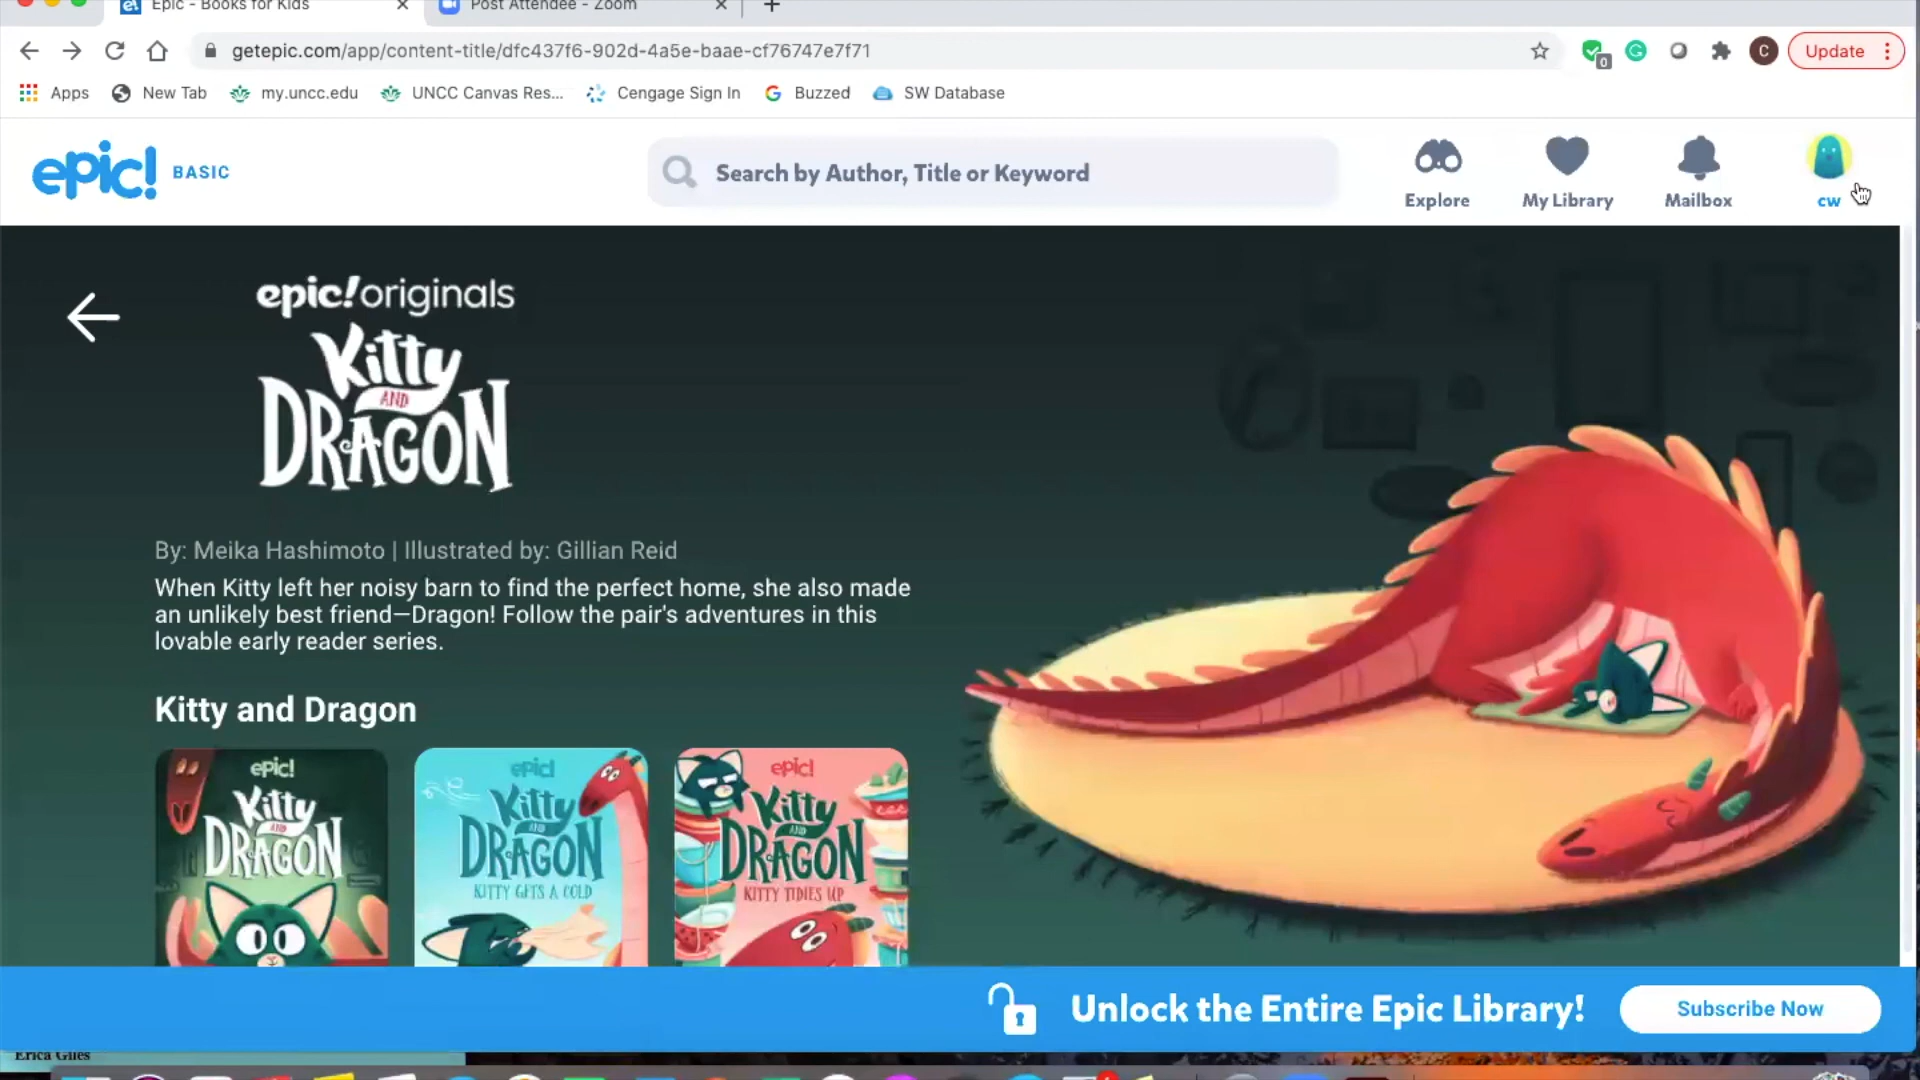 Epic - Books for Kids
Post Attendee - Zoom
getepic.com/app/content-title/dfc437f6-902d-4a5e-baae-cf76747e7f71
0
C
Update
Apps
New Tab
my.uncc.edu
UNCC Canvas Res...
Cengage Sign In
Buzzed
SW Database
epic! BASIC
Search by Author, Title or Keyword
Explore
My Library
Mailbox
cw
epic!originals
Kitty
AND
DRAGON
By: Meika Hashimoto | Illustrated by: Gillian Reid
When Kitty left her noisy barn to find the perfect home, she also made
an unlikely best friend—Dragon! Follow the pair's adventures in this
lovable early reader series.
Kitty and Dragon
epic!
Kitty
AND
DRAGON
epic!
Kitty
AND
DRAGON
KITTY GETS A COLD
epic!
Kitty
AND
DRAGON
KITTY TIDIES UP
Unlock the Entire Epic Library!
Subscribe Now
Erica Giles